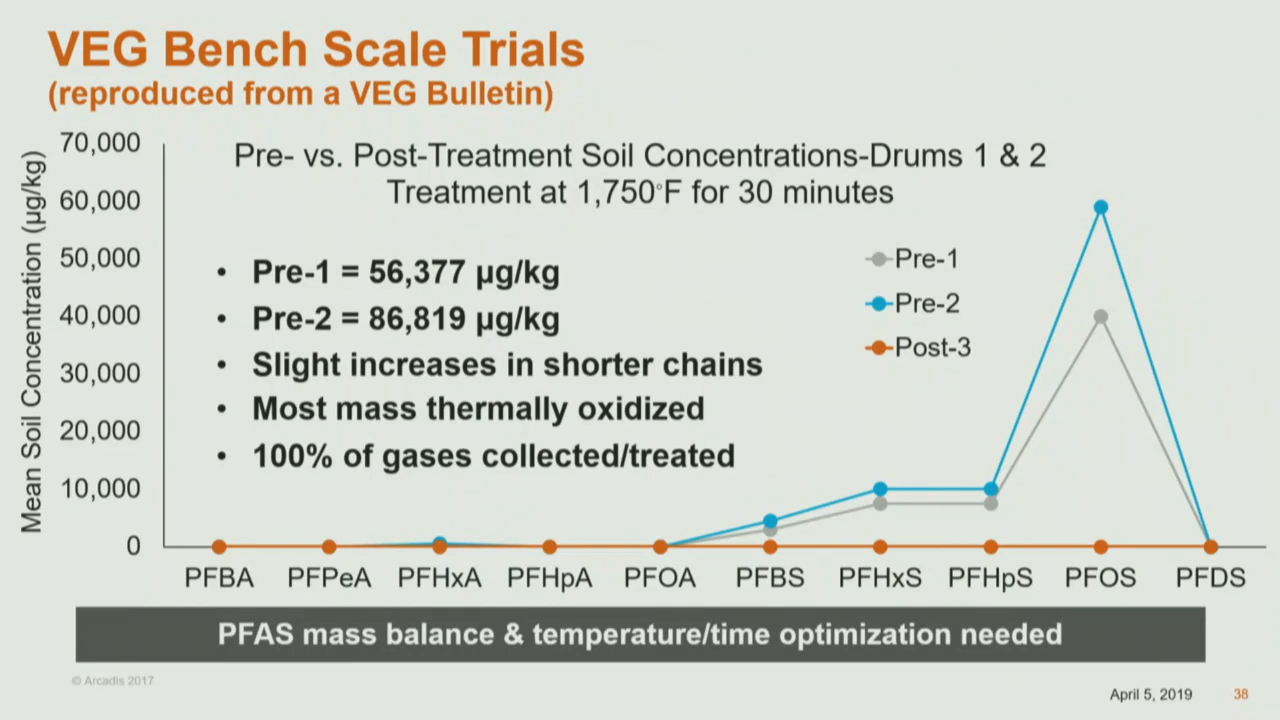 VEG Bench Scale Trials
(reproduced from a VEG Bulletin)
Mean Soil Concentration (µg/kg)
70,000
60,000
50,000
40,000
30,000
20,000
10,000
0
Pre- vs. Post-Treatment Soil Concentrations-Drums 1 & 2
Treatment at 1,750°F for 30 minutes
• Pre-1 = 56,377 µg/kg
• Pre-2 = 86,819 µg/kg
• Slight increases in shorter chains
• Most mass thermally oxidized
• 100% of gases collected/treated
Pre-1
Pre-2
Post-3
PFBA PFPeA PFHxA PFHpA PFOA PFBS PFHxS PFHpS PFOS PFDS
PFAS mass balance & temperature/time optimization needed
© Arcadis 2017
April 5, 2019 38